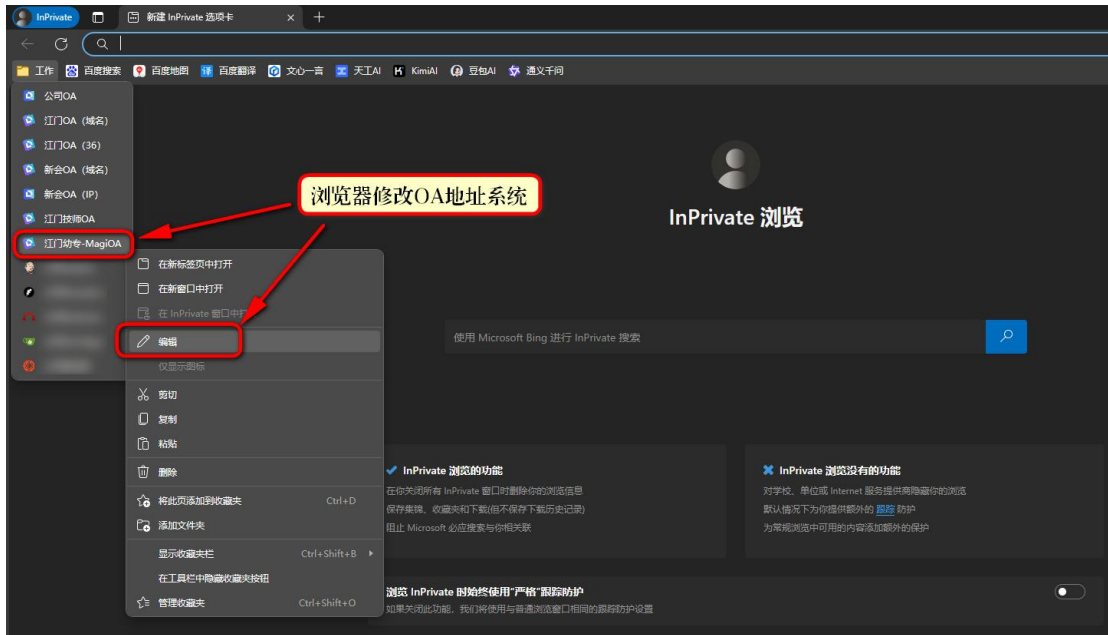 InPrivate
新建 InPrivate 选项卡
工作 百度搜索 百度地图 百度翻译 文心一言 天工AI KimiAI 豆包AI 通义千问
公司OA
江门OA (域名)
江门OA (36)
新会OA (域名)
新会OA (IP)
江门技师OA
江门幼专-MagiOA
浏览器修改OA地址系统
在新标签页中打开
在新窗口中打开
在 InPrivate 窗口中打
编辑
仅显示图标
剪切
复制
粘贴
删除
将此页添加到收藏夹 Ctrl+D
添加文件夹
显示收藏夹栏 Ctrl+Shift+B
在工具栏中隐藏收藏夹按钮
管理收藏夹 Ctrl+Shift+O
InPrivate 浏览
使用 Microsoft Bing 进行 InPrivate 搜索
InPrivate 浏览的功能
在你关闭所有 InPrivate 窗口时删除你的浏览信息
保存集锦、收藏夹和下载(但不保存下载历史记录)
阻止 Microsoft 必应搜索与你相关联
InPrivate 浏览没有的功能
对学校、单位或 Internet 服务提供商隐藏你的浏览
默认情况下为你提供额外的 跟踪 防护
为常规浏览中可用的内容添加额外的保护
浏览 InPrivate 时始终使用"严格"跟踪防护
如果关闭此功能，我们将使用与普通浏览窗口相同的跟踪防护设置